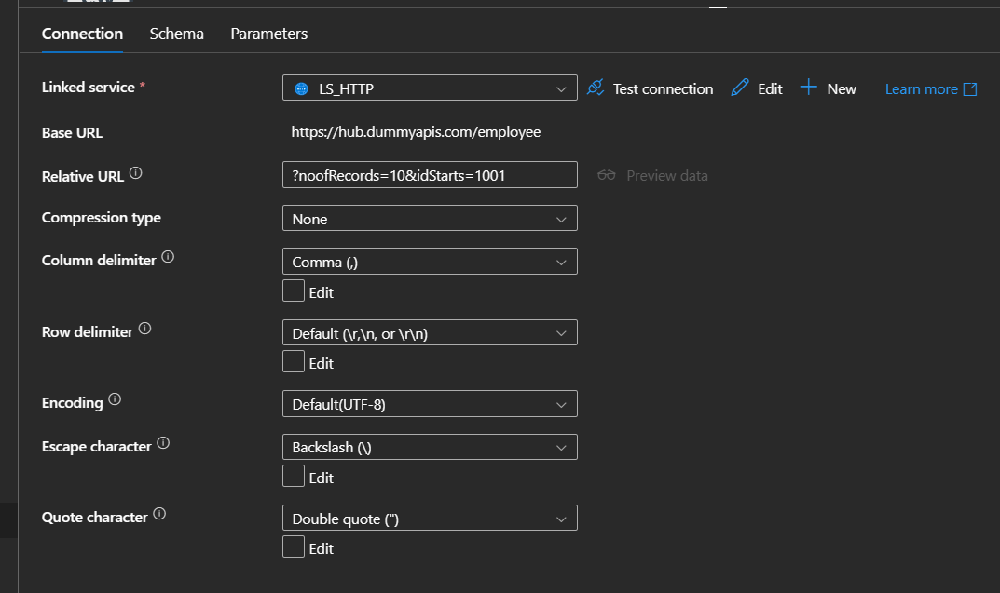 Connection Schema Parameters
Linked service *
LS_HTTP
Test connection
Edit
New
Learn more
Base URL
https://hub.dummyapis.com/employee
Relative URL
?noofRecords=10&idStarts=1001
Preview data
Compression type
None
Column delimiter
Comma (,)
Edit
Row delimiter
Default (\r,\n, or \r\n)
Edit
Encoding
Default(UTF-8)
Escape character
Backslash (\)
Edit
Quote character
Double quote (")
Edit